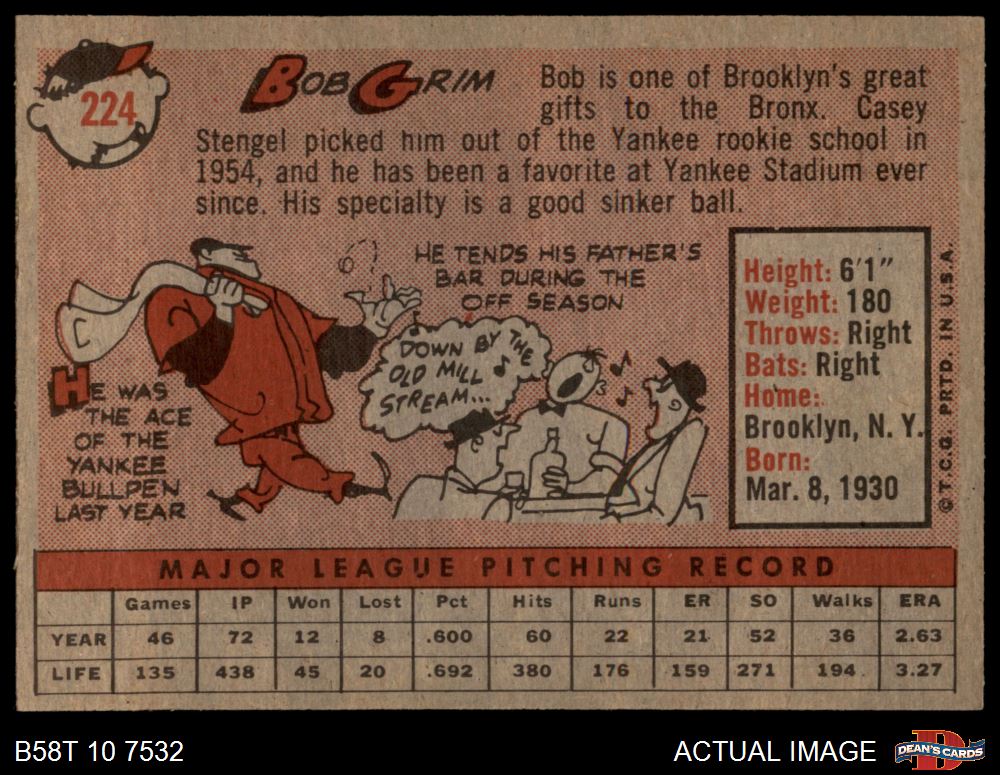 224
BOB GRIM
Bob is one of Brooklyn's great
gifts to the Bronx. Casey
Stengel picked him out of the Yankee rookie school in
1954, and he has been a favorite at Yankee Stadium ever
since. His specialty is a good sinker ball.
HE TENDS HIS FATHER'S
BAR DURING THE
OFF SEASON
DOWN BY THE
OLD MILL
STREAM...
HE WAS
THE ACE
OF THE
YANKEE
BULLPEN
LAST YEAR
Height: 6'1"
Weight: 180
Throws: Right
Bats: Right
Home:
Brooklyn, N. Y.
Born:
Mar. 8, 1930
© T.C.G. PRTD. IN U.S.A.
MAJOR LEAGUE PITCHING RECORD
Games IP Won Lost Pct Hits Runs ER SO Walks ERA
YEAR 46 72 12 8 .600 60 22 21 52 36 2.63
LIFE 135 438 45 20 .692 380 176 159 271 194 3.27
B58T 10 7532
ACTUAL IMAGE
D
DEAN'S CARDS